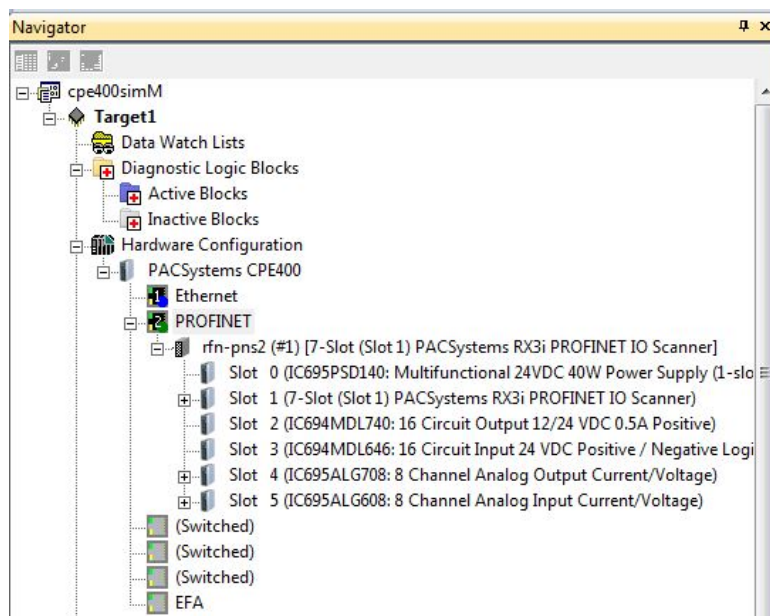 Navigator
cpe400simM
Target1
Data Watch Lists
Diagnostic Logic Blocks
Active Blocks
Inactive Blocks
Hardware Configuration
PACSystems CPE400
1 Ethernet
2 PROFINET
rfn-pns2 (#1) [7-Slot (Slot 1) PACSystems RX3i PROFINET IO Scanner]
Slot 0 (IC695PSD140: Multifunctional 24VDC 40W Power Supply (1-slo
Slot 1 (7-Slot (Slot 1) PACSystems RX3i PROFINET IO Scanner)
Slot 2 (IC694MDL740: 16 Circuit Output 12/24 VDC 0.5A Positive)
Slot 3 (IC694MDL646: 16 Circuit Input 24 VDC Positive / Negative Logi
Slot 4 (IC695ALG708: 8 Channel Analog Output Current/Voltage)
Slot 5 (IC695ALG608: 8 Channel Analog Input Current/Voltage)
(Switched)
(Switched)
(Switched)
EFA